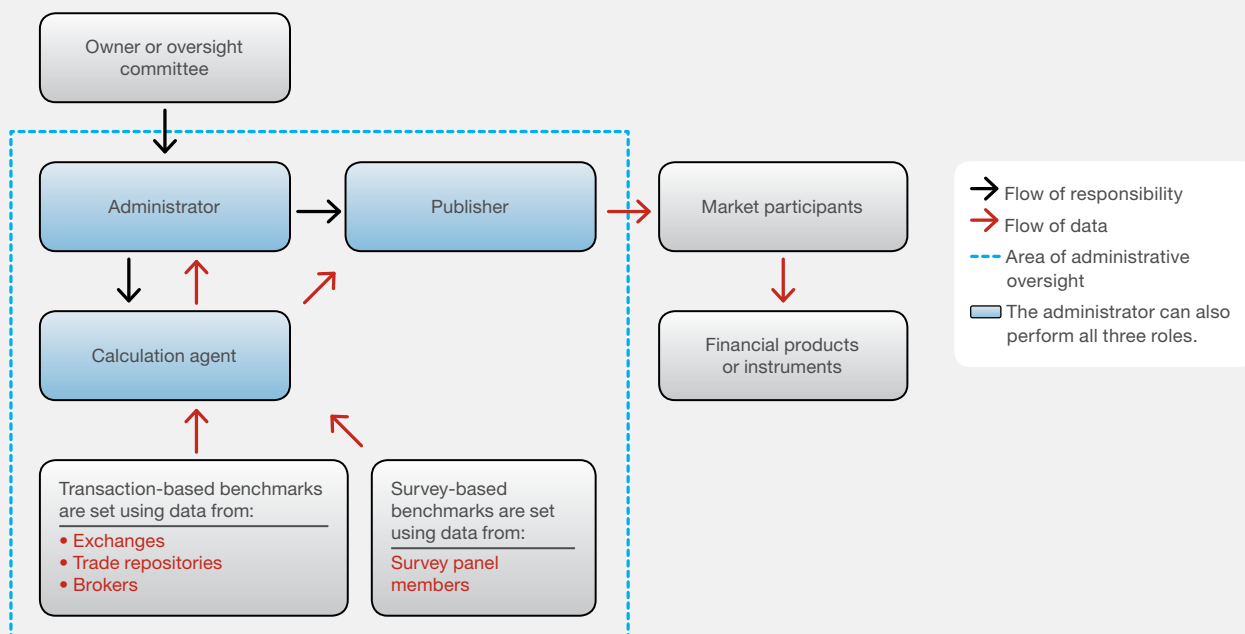 Owner or oversight
committee
Administrator
Publisher
Market participants
Calculation agent
Financial products
or instruments
Transaction-based benchmarks
are set using data from:
• Exchanges
• Trade repositories
• Brokers
Survey-based
benchmarks are set
using data from:
Survey panel
members
Flow of responsibility
Flow of data
Area of administrative
oversight
The administrator can also
perform all three roles.